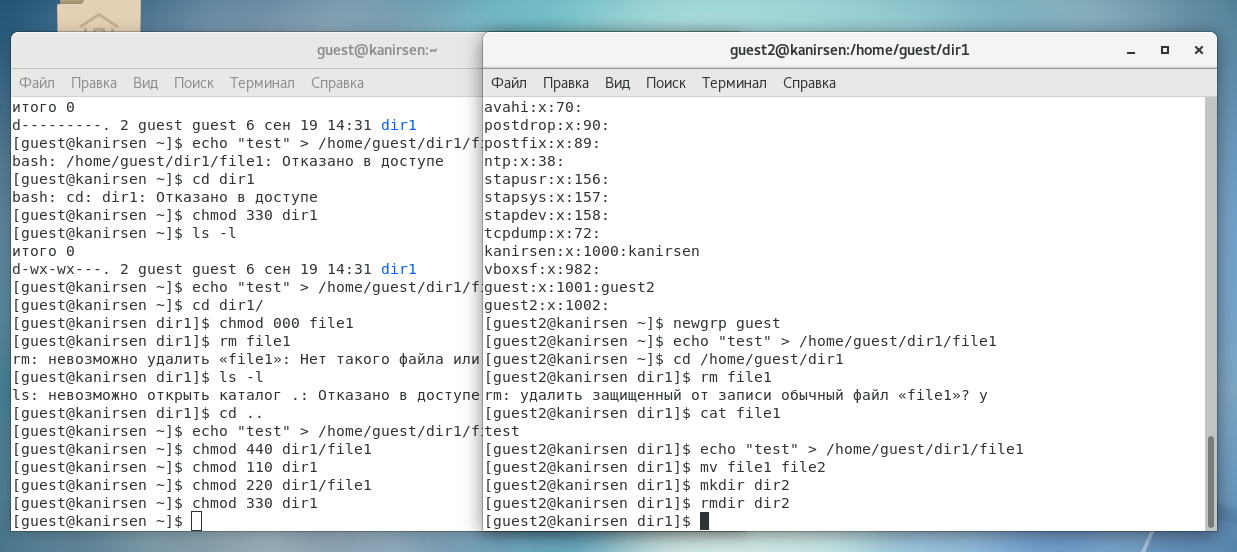 guest@kanirsen:~
Файл Правка Вид Поиск Терминал Справка
итого 0
d---------. 2 guest guest 6 сен 19 14:31 dir1
[guest@kanirsen ~]$ echo "test" > /home/guest/dir1/fi
bash: /home/guest/dir1/file1: Отказано в доступе
[guest@kanirsen ~]$ cd dir1
bash: cd: dir1: Отказано в доступе
[guest@kanirsen ~]$ chmod 330 dir1
[guest@kanirsen ~]$ ls -l
итого 0
d-wx-wx---. 2 guest guest 6 сен 19 14:31 dir1
[guest@kanirsen ~]$ echo "test" > /home/guest/dir1/fi
[guest@kanirsen ~]$ cd dir1/
[guest@kanirsen dir1]$ chmod 000 file1
[guest@kanirsen dir1]$ rm file1
rm: невозможно удалить «file1»: Нет такого файла или
[guest@kanirsen dir1]$ ls -l
ls: невозможно открыть каталог .: Отказано в доступе
[guest@kanirsen dir1]$ cd ..
[guest@kanirsen ~]$ echo "test" > /home/guest/dir1/fi
[guest@kanirsen ~]$ chmod 440 dir1/file1
[guest@kanirsen ~]$ chmod 110 dir1
[guest@kanirsen ~]$ chmod 220 dir1/file1
[guest@kanirsen ~]$ chmod 330 dir1
[guest@kanirsen ~]$
guest2@kanirsen:/home/guest/dir1
Файл Правка Вид Поиск Терминал Справка
avahi:x:70:
postdrop:x:90:
postfix:x:89:
ntp:x:38:
stapusr:x:156:
stapsys:x:157:
stapdev:x:158:
tcpdump:x:72:
kanirsen:x:1000:kanirsen
vboxsf:x:982:
guest:x:1001:guest2
guest2:x:1002:
[guest2@kanirsen ~]$ newgrp guest
[guest2@kanirsen ~]$ echo "test" > /home/guest/dir1/file1
[guest2@kanirsen ~]$ cd /home/guest/dir1
[guest2@kanirsen dir1]$ rm file1
rm: удалить защищенный от записи обычный файл «file1»? y
[guest2@kanirsen dir1]$ cat file1
test
[guest2@kanirsen dir1]$ echo "test" > /home/guest/dir1/file1
[guest2@kanirsen dir1]$ mv file1 file2
[guest2@kanirsen dir1]$ mkdir dir2
[guest2@kanirsen dir1]$ rmdir dir2
[guest2@kanirsen dir1]$